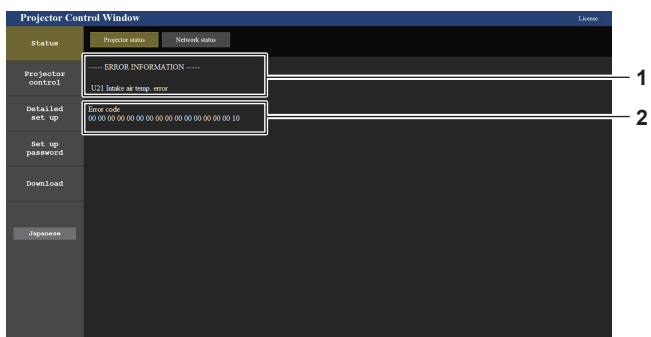 Projector Control Window
License
Status
Projector status
Network status
----- ERROR INFORMATION -----
1
U21 Intake air temp. error
Projector
control
Error code
00 00 00 00 00 00 00 00 00 00 00 00 00 00 00 10
2
Detailed
set up
Set up
password
Download
Japanese